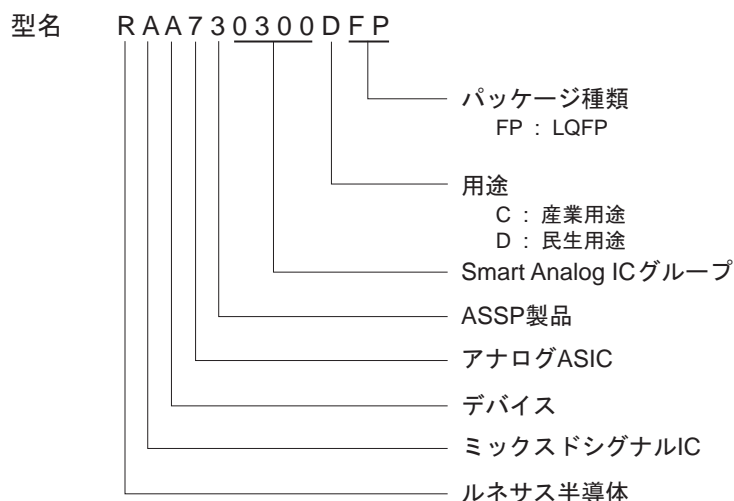 型名 RAA730300DFP
パッケージ種類
FP : LQFP
用途
C : 産業用途
D : 民生用途
Smart Analog ICグループ
ASSP製品
アナログASIC
デバイス
ミックスドシグナルIC
ルネサス半導体